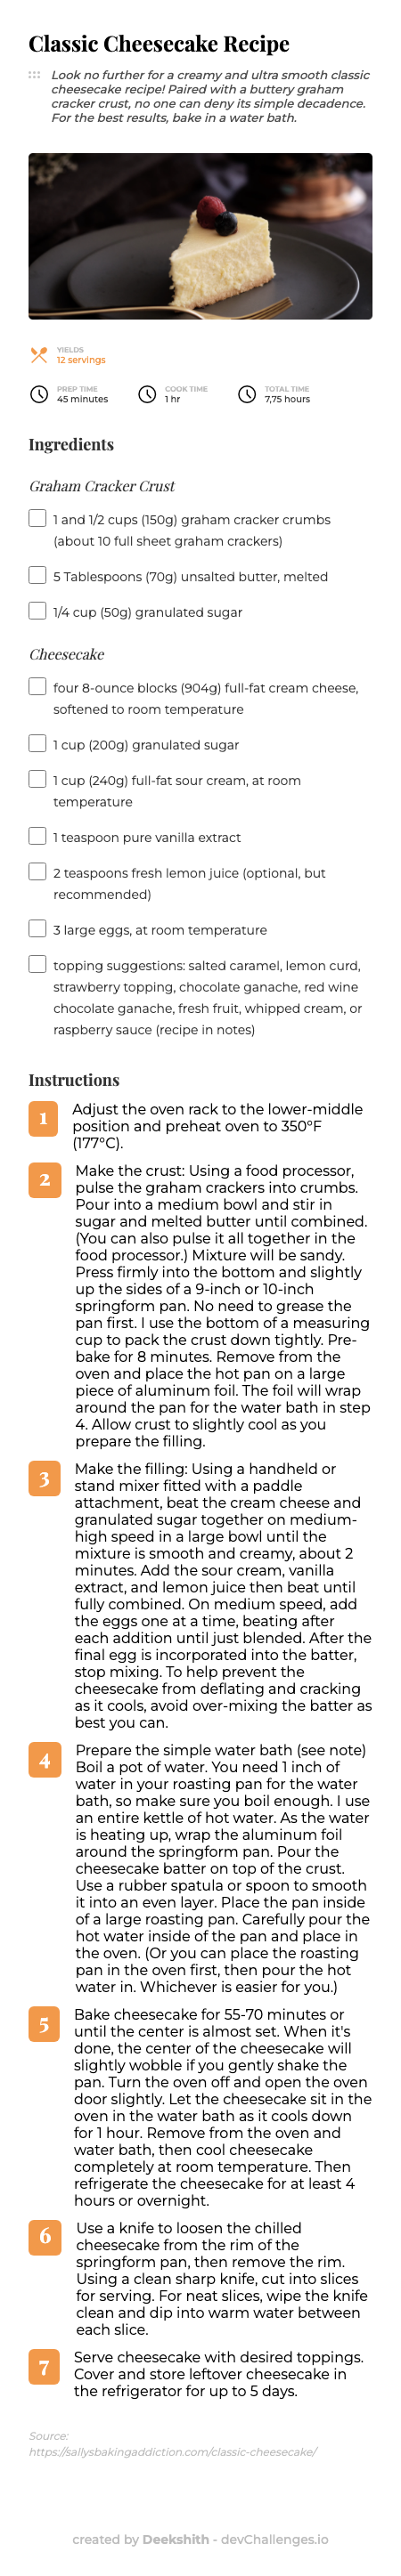 Classic Cheesecake Recipe
Look no further for a creamy and ultra smooth classic
cheesecake recipe! Paired with a buttery graham
cracker crust, no one can deny its simple decadence.
For the best results, bake in a water bath.
YIELDS
12 servings
PREP TIME
45 minutes
COOK TIME
1 hr
TOTAL TIME
7,75 hours
Ingredients
Graham Cracker Crust
1 and 1/2 cups (150g) graham cracker crumbs
(about 10 full sheet graham crackers)
5 Tablespoons (70g) unsalted butter, melted
1/4 cup (50g) granulated sugar
Cheesecake
four 8-ounce blocks (904g) full-fat cream cheese,
softened to room temperature
1 cup (200g) granulated sugar
1 cup (240g) full-fat sour cream, at room
temperature
1 teaspoon pure vanilla extract
2 teaspoons fresh lemon juice (optional, but
recommended)
3 large eggs, at room temperature
topping suggestions: salted caramel, lemon curd,
strawberry topping, chocolate ganache, red wine
chocolate ganache, fresh fruit, whipped cream, or
raspberry sauce (recipe in notes)
Instructions
1
Adjust the oven rack to the lower-middle
position and preheat oven to 350°F
(177°C).
2
Make the crust: Using a food processor,
pulse the graham crackers into crumbs.
Pour into a medium bowl and stir in
sugar and melted butter until combined.
(You can also pulse it all together in the
food processor.) Mixture will be sandy.
Press firmly into the bottom and slightly
up the sides of a 9-inch or 10-inch
springform pan. No need to grease the
pan first. I use the bottom of a measuring
cup to pack the crust down tightly. Pre-
bake for 8 minutes. Remove from the
oven and place the hot pan on a large
piece of aluminum foil. The foil will wrap
around the pan for the water bath in step
4. Allow crust to slightly cool as you
prepare the filling.
3
Make the filling: Using a handheld or
stand mixer fitted with a paddle
attachment, beat the cream cheese and
granulated sugar together on medium-
high speed in a large bowl until the
mixture is smooth and creamy, about 2
minutes. Add the sour cream, vanilla
extract, and lemon juice then beat until
fully combined. On medium speed, add
the eggs one at a time, beating after
each addition until just blended. After the
final egg is incorporated into the batter,
stop mixing. To help prevent the
cheesecake from deflating and cracking
as it cools, avoid over-mixing the batter as
best you can.
4
Prepare the simple water bath (see note)
Boil a pot of water. You need 1 inch of
water in your roasting pan for the water
bath, so make sure you boil enough. I use
an entire kettle of hot water. As the water
is heating up, wrap the aluminum foil
around the springform pan. Pour the
cheesecake batter on top of the crust.
Use a rubber spatula or spoon to smooth
it into an even layer. Place the pan inside
of a large roasting pan. Carefully pour the
hot water inside of the pan and place in
the oven. (Or you can place the roasting
pan in the oven first, then pour the hot
water in. Whichever is easier for you.)
5
Bake cheesecake for 55-70 minutes or
until the center is almost set. When it's
done, the center of the cheesecake will
slightly wobble if you gently shake the
pan. Turn the oven off and open the oven
door slightly. Let the cheesecake sit in the
oven in the water bath as it cools down
for 1 hour. Remove from the oven and
water bath, then cool cheesecake
completely at room temperature. Then
refrigerate the cheesecake for at least 4
hours or overnight.
6
Use a knife to loosen the chilled
cheesecake from the rim of the
springform pan, then remove the rim.
Using a clean sharp knife, cut into slices
for serving. For neat slices, wipe the knife
clean and dip into warm water between
each slice.
7
Serve cheesecake with desired toppings.
Cover and store leftover cheesecake in
the refrigerator for up to 5 days.
Source:
https://sallysbakingaddiction.com/classic-cheesecake/
created by Deekshith - devChallenges.io